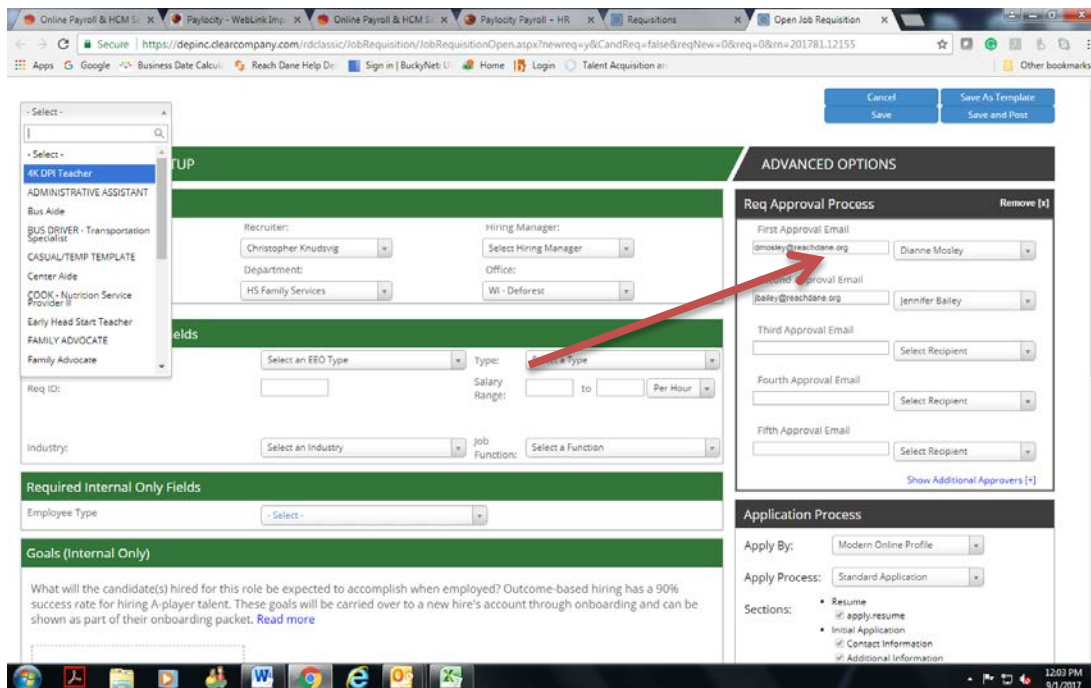 Online Payroll & HCM S
Paylocity - WebLink Imp
Online Payroll & HCM S
Paylocity Payroll - HR
Requisitions
Open Job Requisition
Secure | https://depinc.clearcompany.com/rdclassic/JobRequisition/JobRequisitionOpen.aspx?newreq=y&CandReq=false&reqNew=0&req=0&rn=201781.12155
Apps Google Business Date Calcul Reach Dane Help De Sign in | BuckyNet: U Home Login Talent Acquisition an Other bookmarks
- Select -
Cancel Save As Template
Save Save and Post
- Select -
4K DPI Teacher
ADMINISTRATIVE ASSISTANT
Bus Aide
BUS DRIVER - Transportation
Specialist
CASUAL/TEMP TEMPLATE
Center Aide
COOK - Nutrition Service
Provider II
Early Head Start Teacher
FAMILY ADVOCATE
Family Advocate
TUP
Recruiter: Hiring Manager:
Christopher Knudsvig Select Hiring Manager
Department: Office:
HS Family Services WI - Deforest
elds
Select an EEO Type Type: Select a Type
Req ID: Salary Range: to Per Hour
Industry: Select an Industry Job Function: Select a Function
Required Internal Only Fields
Employee Type - Select -
Goals (Internal Only)
What will the candidate(s) hired for this role be expected to accomplish when employed? Outcome-based hiring has a 90%
success rate for hiring A-player talent. These goals will be carried over to a new hire's account through onboarding and can be
shown as part of their onboarding packet. Read more
ADVANCED OPTIONS
Req Approval Process Remove [x]
First Approval Email
dmosley@reachdane.org Dianne Mosley
Second Approval Email
jbailey@reachdane.org Jennifer Bailey
Third Approval Email
Select Recipient
Fourth Approval Email
Select Recipient
Fifth Approval Email
Select Recipient
Show Additional Approvers [+]
Application Process
Apply By: Modern Online Profile
Apply Process: Standard Application
Sections: • Resume
apply.resume
• Initial Application
Contact Information
Additional Information
12:03 PM
9/1/2017